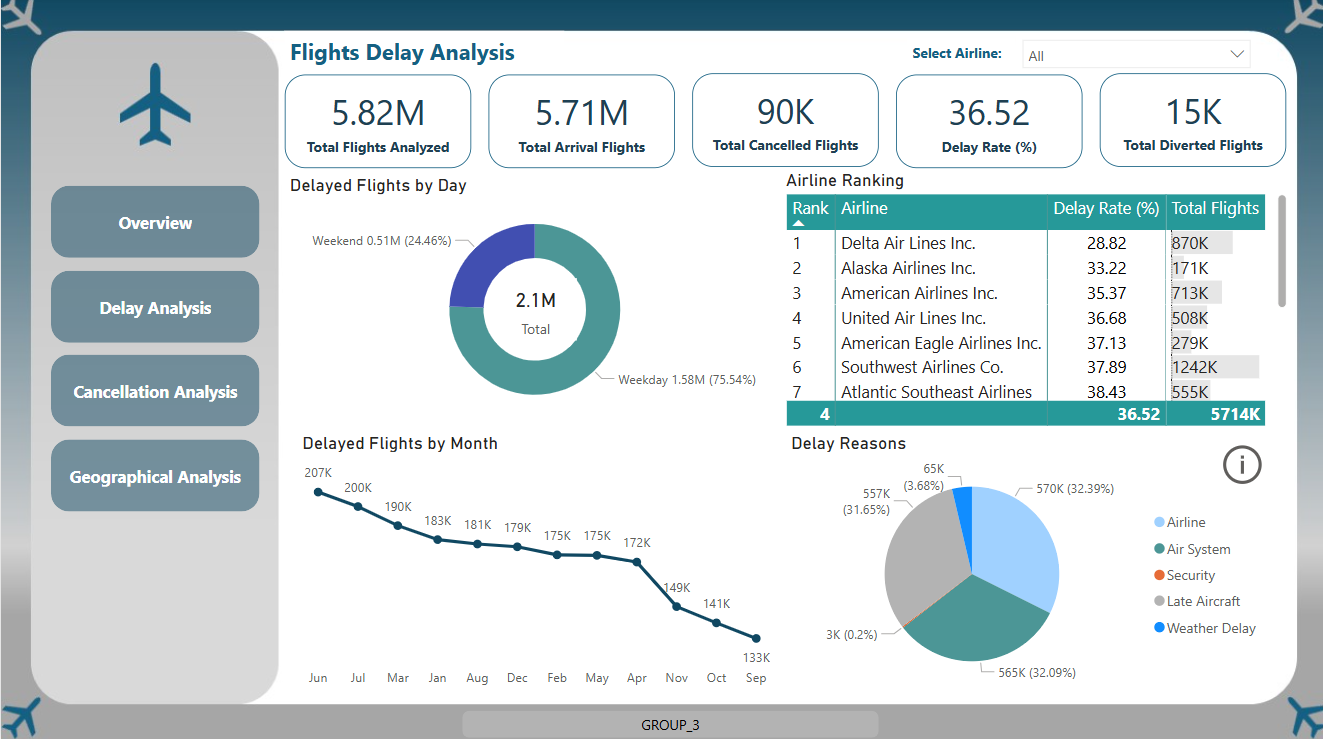 Flights Delay Analysis
Select Airline:
All
5.82M
Total Flights Analyzed
5.71M
Total Arrival Flights
90K
Total Cancelled Flights
36.52
Delay Rate (%)
15K
Total Diverted Flights
Overview
Delay Analysis
Cancellation Analysis
Geographical Analysis
Delayed Flights by Day
Weekend 0.51M (24.46%)
2.1M
Total
Weekday 1.58M (75.54%)
Airline Ranking
Rank Airline Delay Rate (%) Total Flights
1 Delta Air Lines Inc. 28.82 870K
2 Alaska Airlines Inc. 33.22 171K
3 American Airlines Inc. 35.37 713K
4 United Air Lines Inc. 36.68 508K
5 American Eagle Airlines Inc. 37.13 279K
6 Southwest Airlines Co. 37.89 1242K
7 Atlantic Southeast Airlines 38.43 555K
4 36.52 5714K
Delayed Flights by Month
207K
200K
190K
183K
181K
179K
175K
175K
172K
149K
141K
133K
Jun Jul Mar Jan Aug Dec Feb May Apr Nov Oct Sep
Delay Reasons
i
65K
(3.68%)
557K
(31.65%)
570K (32.39%)
3K (0.2%)
565K (32.09%)
Airline
Air System
Security
Late Aircraft
Weather Delay
GROUP_3